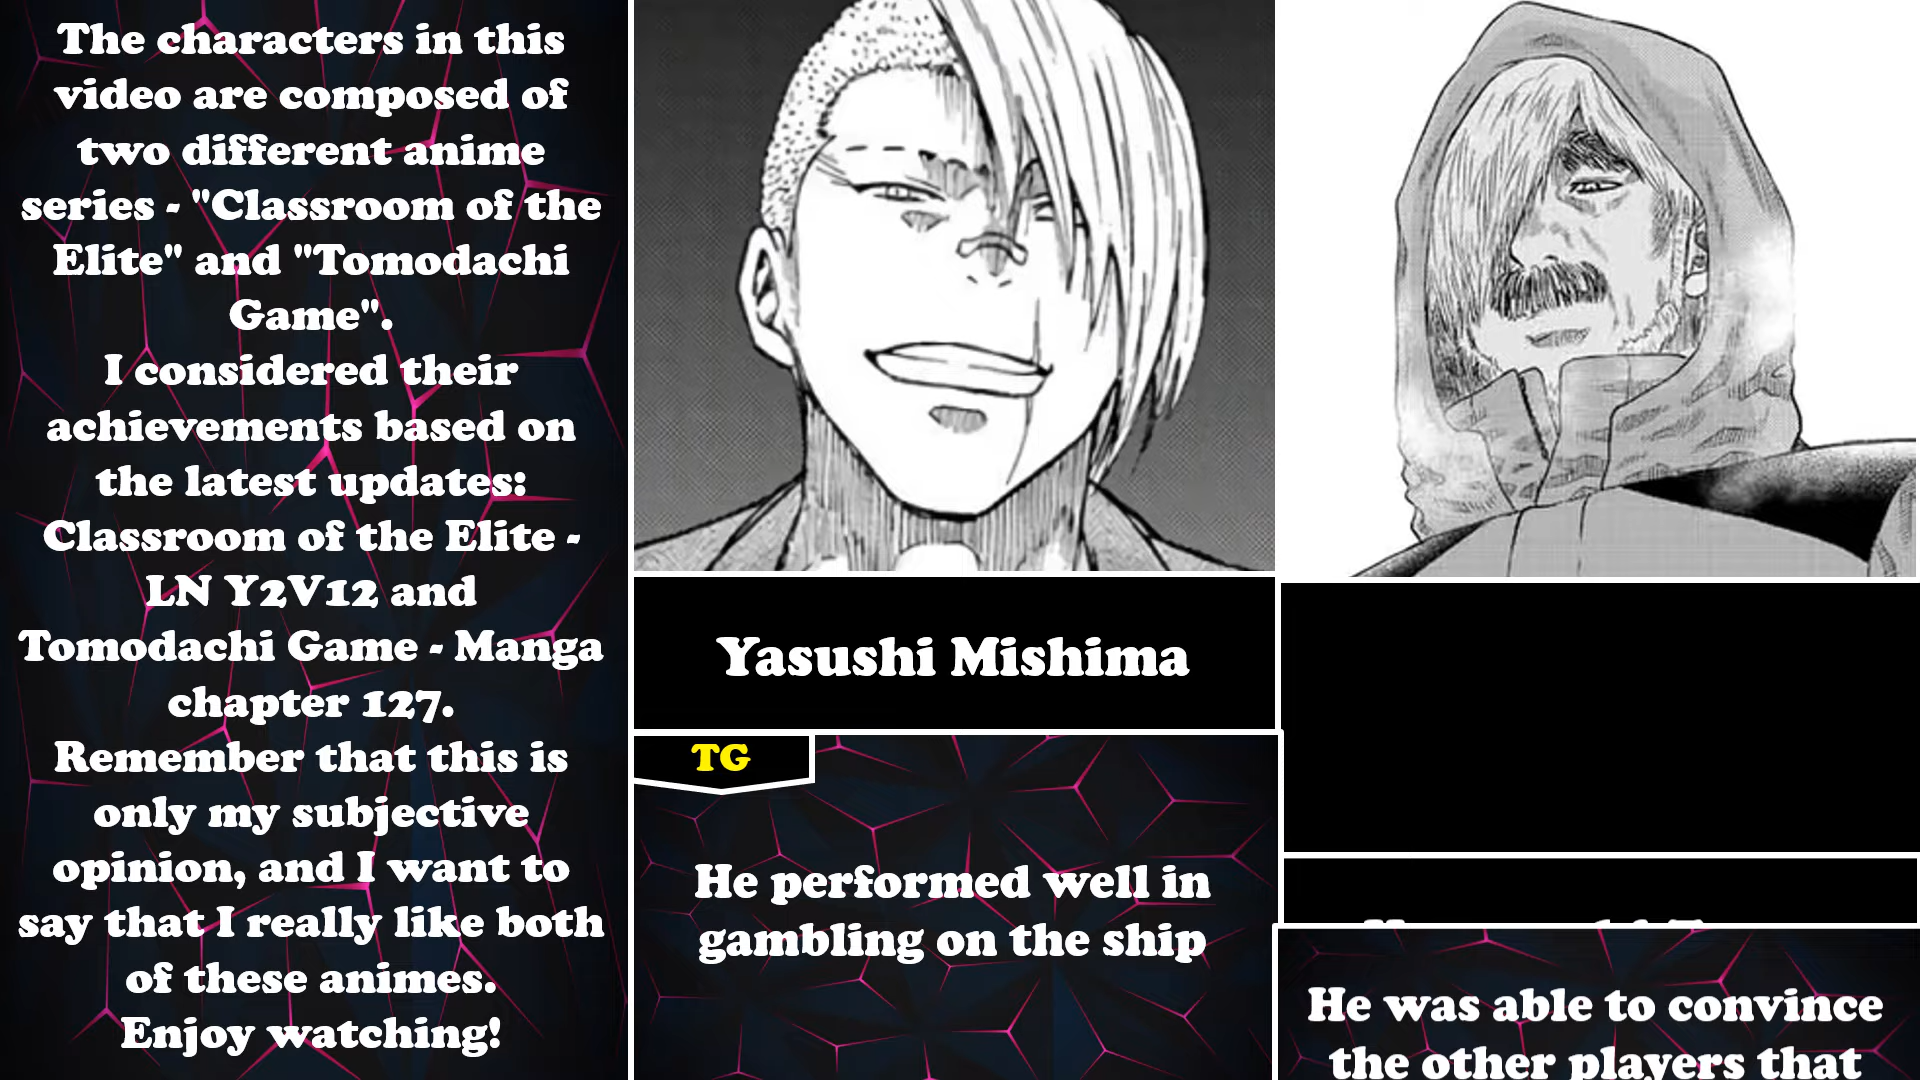 The characters in this
video are composed of
two different anime
series - "Classroom of the
Elite" and "Tomodachi
Game".
I considered their
achievements based on
the latest updates:
Classroom of the Elite -
LN Y2V12 and
Tomodachi Game - Manga
chapter 127.
Remember that this is
only my subjective
opinion, and I want to
say that I really like both
of these animes.
Enjoy watching!
Yasushi Mishima
TG
He performed well in
gambling on the ship
He was able to convince
the other players that